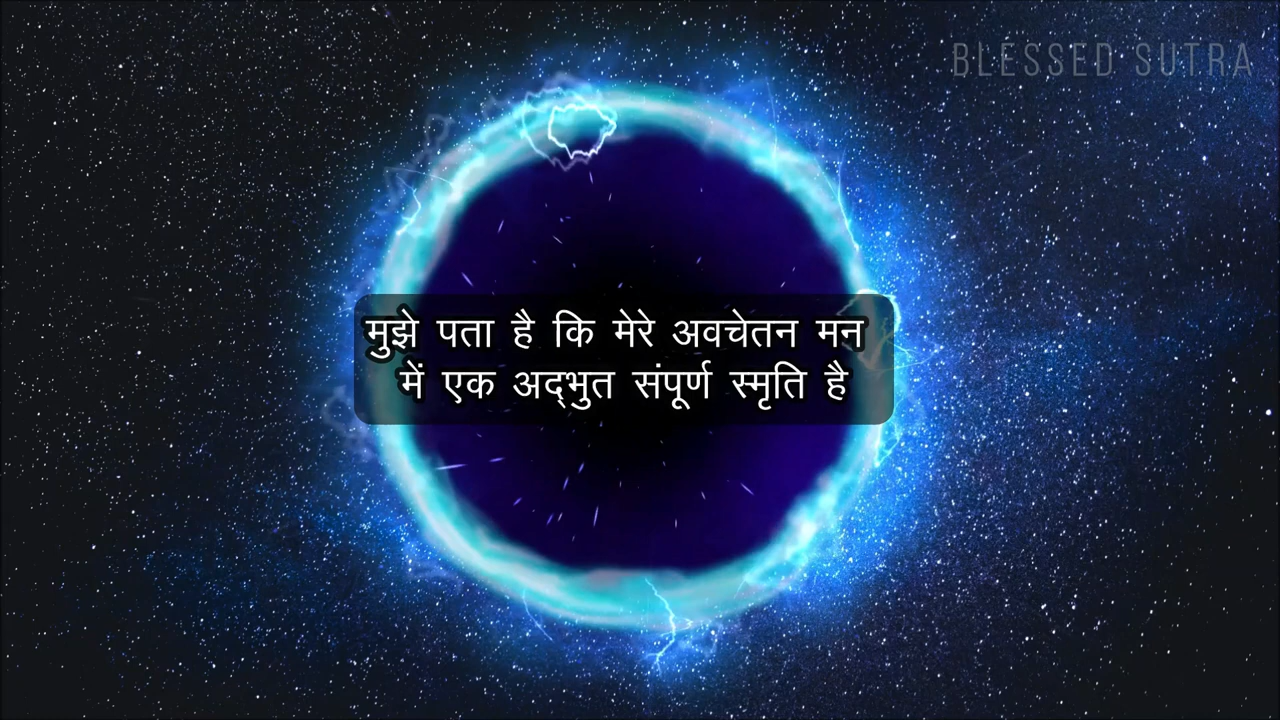 BLESSED SUTRA
मुझे पता है कि मेरे अवचेतन मन
में एक अद्भुत संपूर्ण स्मृति है